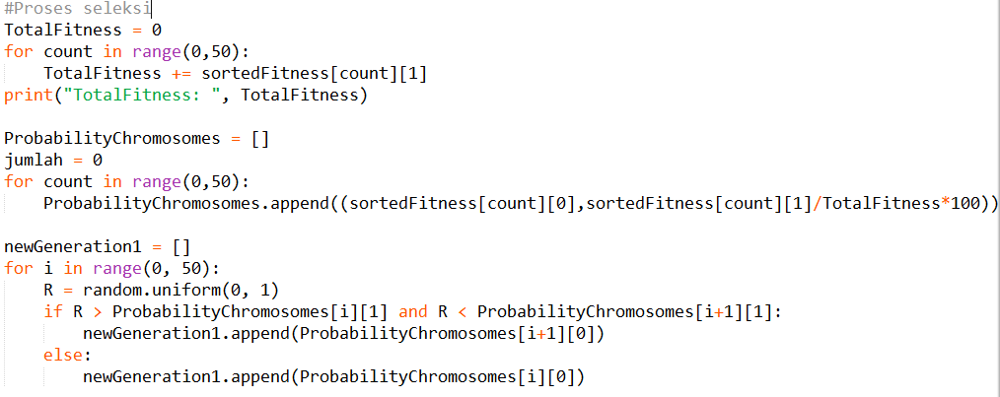 #Proses seleksi
TotalFitness = 0
for count in range(0,50):
    TotalFitness += sortedFitness[count][1]
print("TotalFitness: ", TotalFitness)

ProbabilityChromosomes = []
jumlah = 0
for count in range(0,50):
    ProbabilityChromosomes.append((sortedFitness[count][0],sortedFitness[count][1]/TotalFitness*100))

newGeneration1 = []
for i in range(0, 50):
    R = random.uniform(0, 1)
    if R > ProbabilityChromosomes[i][1] and R < ProbabilityChromosomes[i+1][1]:
        newGeneration1.append(ProbabilityChromosomes[i+1][0])
    else:
        newGeneration1.append(ProbabilityChromosomes[i][0])